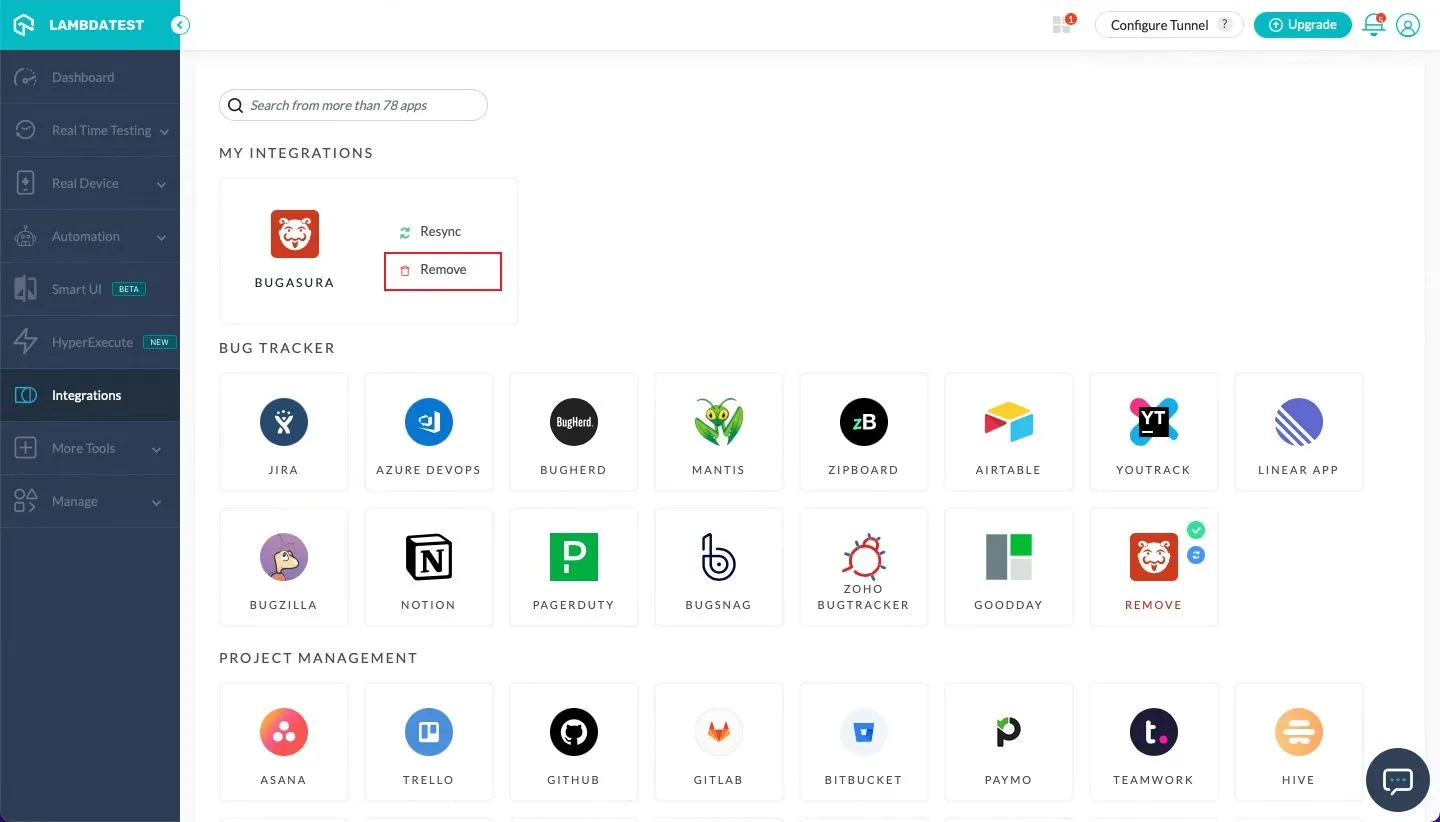 LAMBDATEST
1
Configure Tunnel ?
Upgrade
Dashboard
Real Time Testing
Real Device
Automation
Smart UI BETA
HyperExecute NEW
Integrations
More Tools
Manage
Search from more than 78 apps
MY INTEGRATIONS
BUGASURA
Resync
Remove
BUG TRACKER
JIRA
AZURE DEVOPS
BugHerd.
BUGHERD
MANTIS
zB
ZIPBOARD
AIRTABLE
YT
YOUTRACK
LINEAR APP
BUGZILLA
N
NOTION
P
PAGERDUTY
BUGSNAG
ZOHO
BUGTRACKER
GOODDAY
REMOVE
PROJECT MANAGEMENT
ASANA
TRELLO
GITHUB
GITLAB
BITBUCKET
PAYMO
t.
TEAMWORK
HIVE